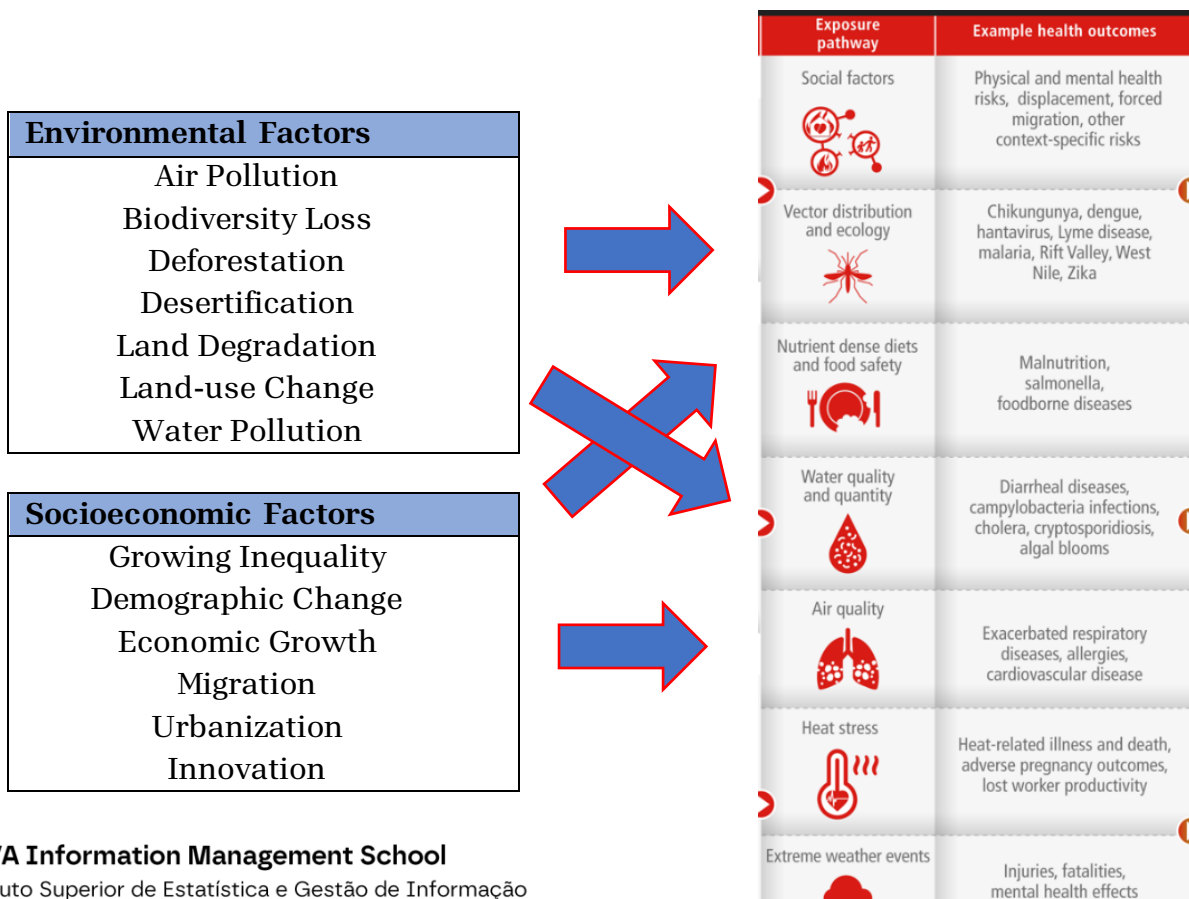 Environmental Factors
Air Pollution
Biodiversity Loss
Deforestation
Desertification
Land Degradation
Land-use Change
Water Pollution
Socioeconomic Factors
Growing Inequality
Demographic Change
Economic Growth
Migration
Urbanization
Innovation
Information Management School
Superior de Estatística e Gestão de Informação
Exposure
pathway
Example health outcomes
Social factors
Physical and mental health
risks, displacement, forced
migration, other
context-specific risks
Vector distribution
and ecology
Chikungunya, dengue,
hantavirus, Lyme disease,
malaria, Rift Valley, West
Nile, Zika
Nutrient dense diets
and food safety
Malnutrition,
salmonella,
foodborne diseases
Water quality
and quantity
Diarrheal diseases,
campylobacteria infections,
cholera, cryptosporidiosis,
algal blooms
Air quality
Exacerbated respiratory
diseases, allergies,
cardiovascular disease
Heat stress
Heat-related illness and death,
adverse pregnancy outcomes,
lost worker productivity
Extreme weather events
Injuries, fatalities,
mental health effects